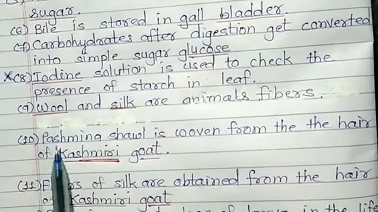 sugar.
(6) Bile is stored in gall bladder
(7) Carbohydrates after digestion get converted
into simple sugar glucose
(8) Iodine solution is used to check the
presence of starch in leaf.
(9) Wool and silk are animals fibers.
(10) Pashmina shawl is woven from the the hair
of Kashmiri goat.
(11) of silk are obtained from the hair
Kashmiri goat
in the life